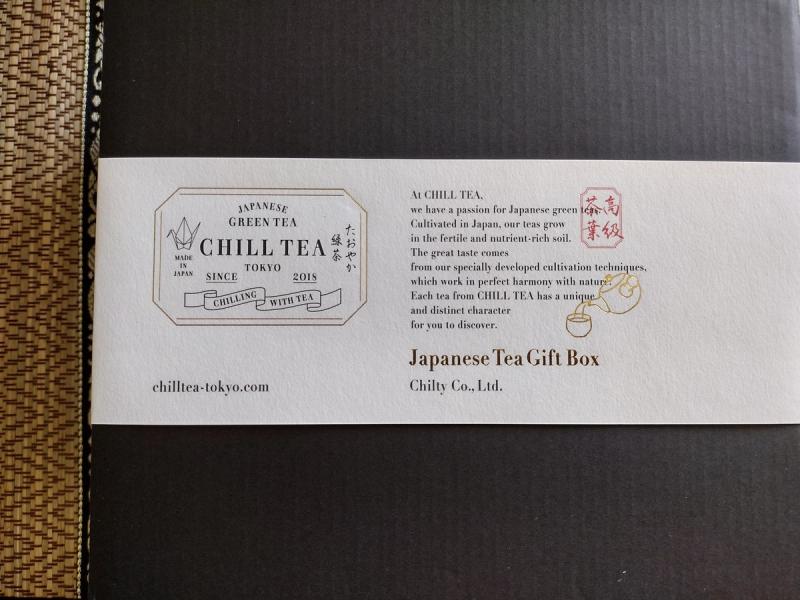 JAPANESE
GREEN TEA
CHILL TEA
TOKYO
MADE
IN
JAPAN
SINCE 2018
CHILLING WITH TEA
たおやか
緑茶
chilltea-tokyo.com
At CHILL TEA,
we have a passion for Japanese green tea.
Cultivated in Japan, our teas grow
in the fertile and nutrient-rich soil.
The great taste comes
from our specially developed cultivation techniques,
which work in perfect harmony with nature.
Each tea from CHILL TEA has a unique
and distinct character
for you to discover.
高級
茶葉
Japanese Tea Gift Box
Chilty Co., Ltd.